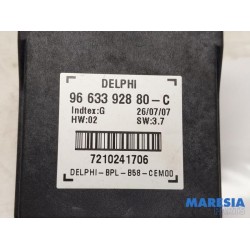 DELPHI
96 633 928 80-C
Indtex:G 26/07/07
HW:02 SW:3.7
7210241706
DELPHI-BPL-B58-CEM00
MARESIA